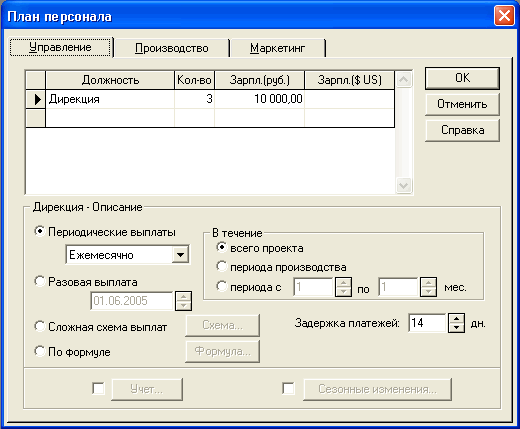 План персонала
Управление Производство Маркетинг
Должность Кол-во Зарпл.(руб.) Зарпл.($ US)
Дирекция 3 10 000,00
OK
Отменить
Справка
Дирекция - Описание
Периодические выплаты
Ежемесячно
Разовая выплата
01.06.2005
Сложная схема выплат Схема...
По формуле Формула...
В течение
всего проекта
периода производства
периода с 1 по 1 мес.
Задержка платежей: 14 дн.
Учет... Сезонные изменения...